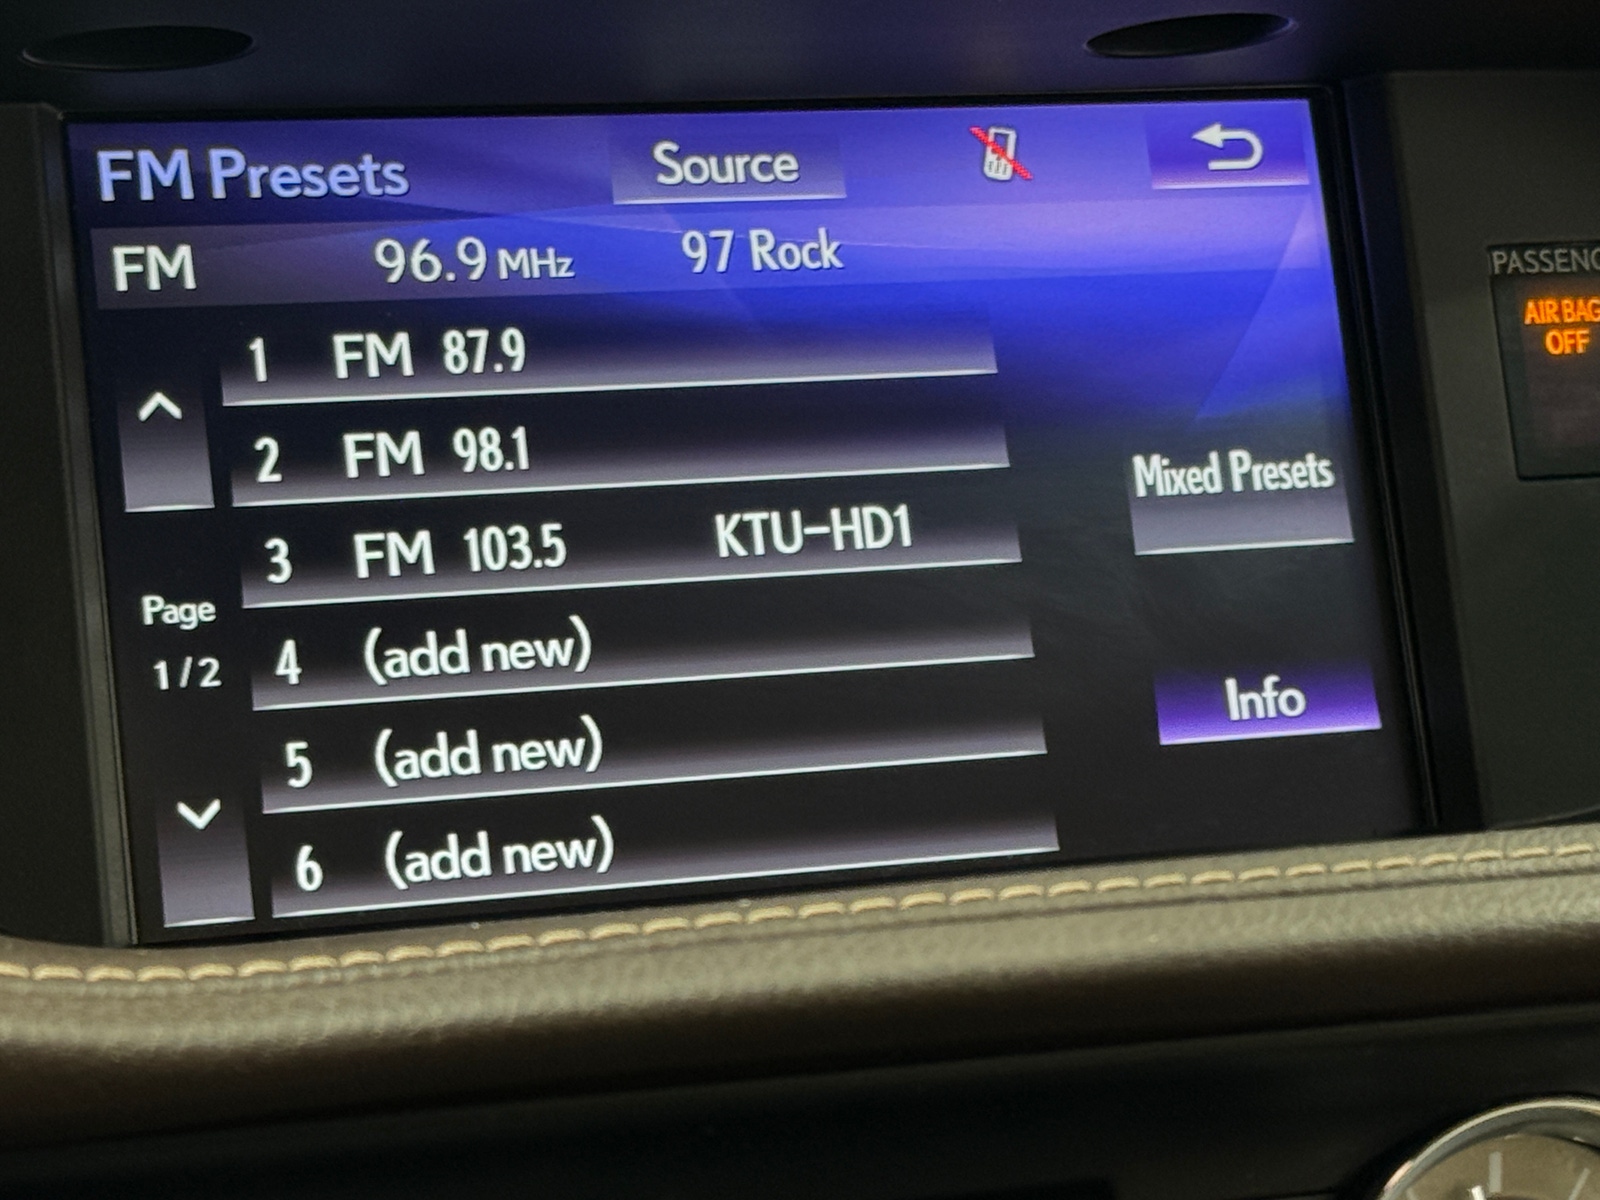 FM Presets Source
FM 96.9 MHz 97 Rock
1 FM 87.9
2 FM 98.1
3 FM 103.5 KTU-HD1
4 (add new)
5 (add new)
6 (add new)
Page
1/2
Mixed Presets
Info
AIR BAG
OFF